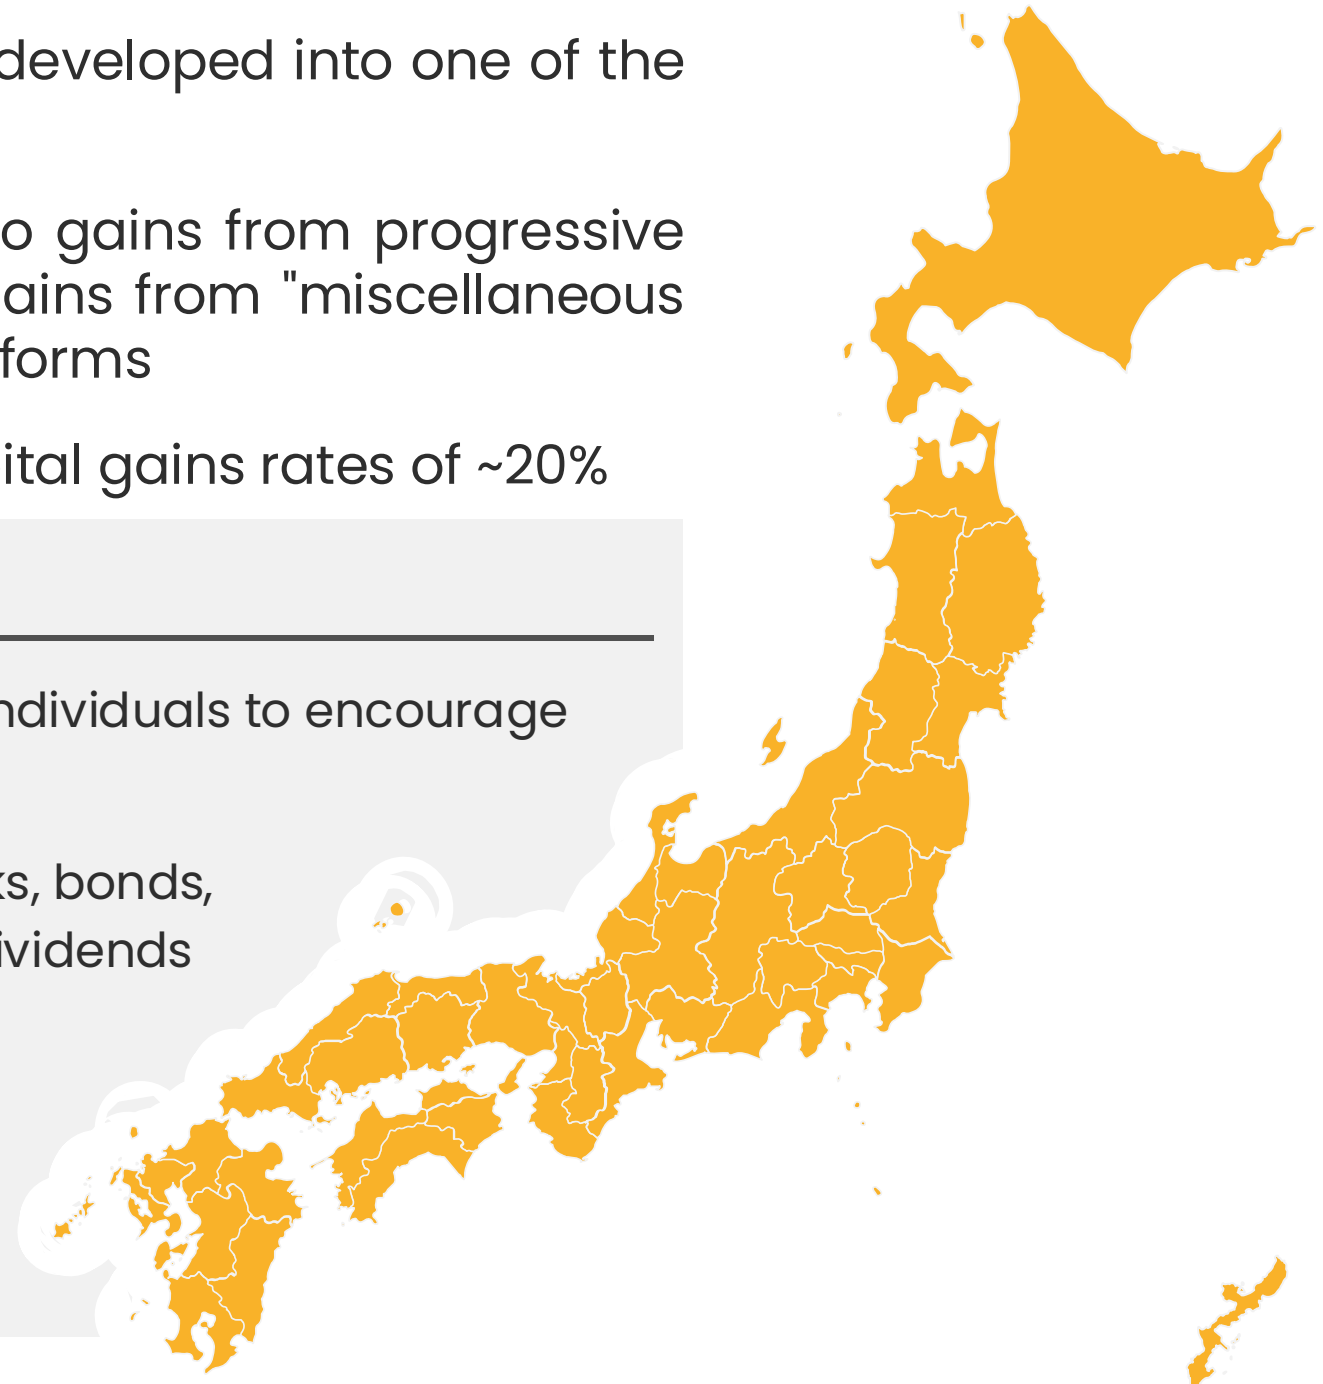 developed into one of the
o gains from progressive
ains from "miscellaneous
forms
ital gains rates of ~20%
ndividuals to encourage
ks, bonds,
ividends